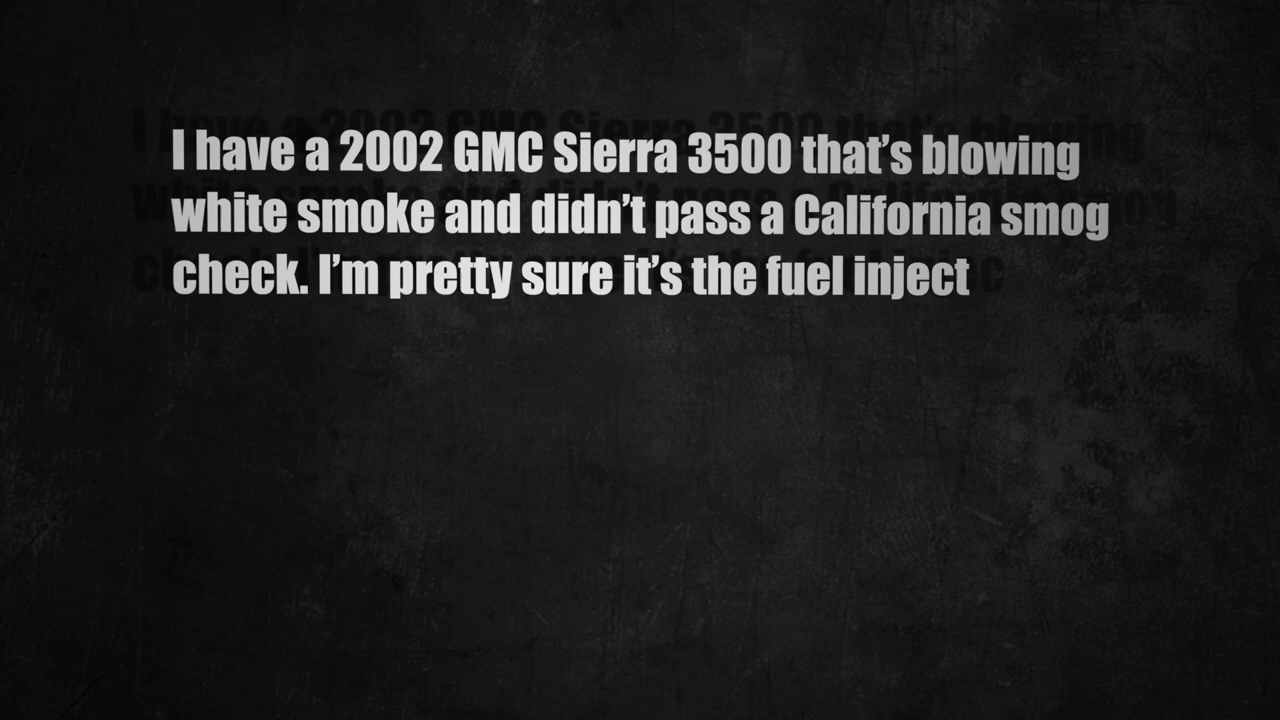 I have a 2002 GMC Sierra 3500 that’s blowing
white smoke and didn’t pass a California smog
check. I’m pretty sure it’s the fuel inject